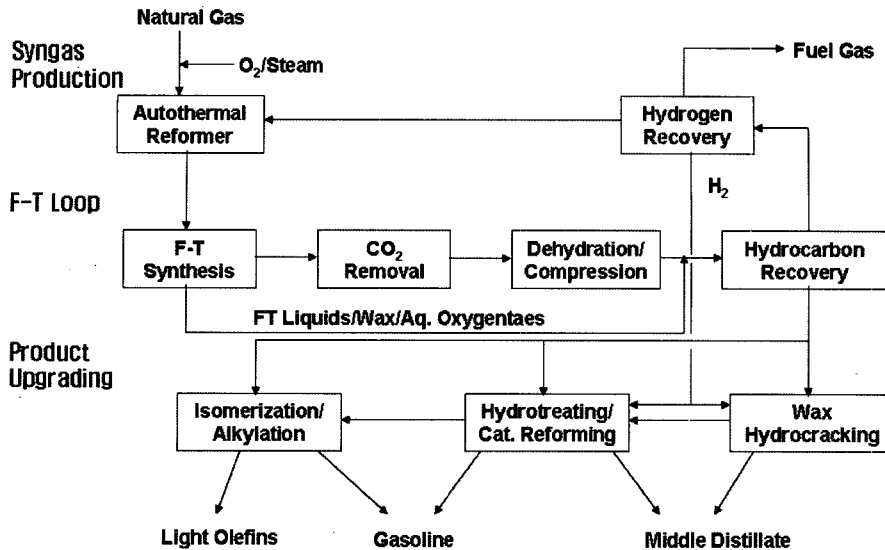 Natural Gas
Syngas
Production
O₂/Steam
Fuel Gas
Autothermal
Reformer
Hydrogen
Recovery
H₂
F-T Loop
F-T
Synthesis
CO₂
Removal
Dehydration/
Compression
Hydrocarbon
Recovery
FT Liquids/Wax/Aq. Oxygentaes
Product
Upgrading
Isomerization/
Alkylation
Hydrotreating/
Cat. Reforming
Wax
Hydrocracking
Light Olefins
Gasoline
Middle Distillate